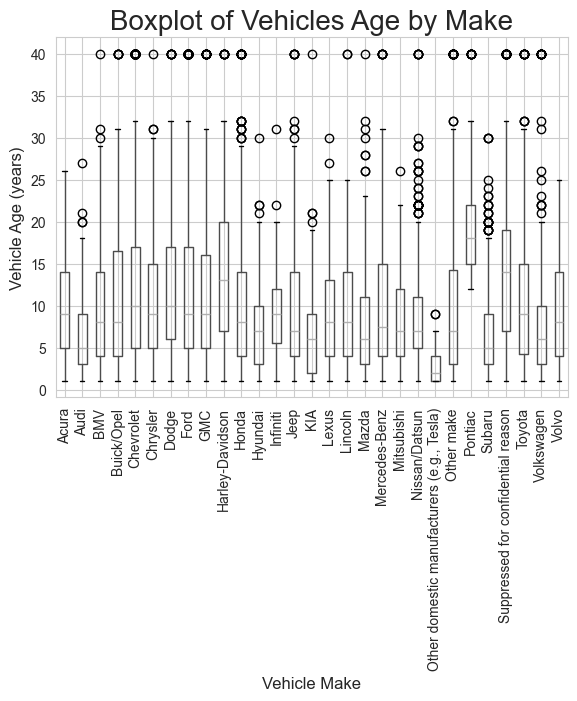 Boxplot of Vehicles Age by Make
40
35
30
25
20
15
10
5
0
Vehicle Age (years)
Acura
Audi
BMV
Buick/Opel
Chevrolet
Chrysler
Dodge
Ford
GMC
Harley-Davidson
Honda
Hyundai
Infiniti
Jeep
KIA
Lexus
Lincoln
Mazda
Mercedes-Benz
Mitsubishi
Nissan/Datsun
Other domestic manufacturers (e.g., Tesla)
Other make
Pontiac
Subaru
Suppressed for confidential reason
Toyota
Volkswagen
Volvo
Vehicle Make